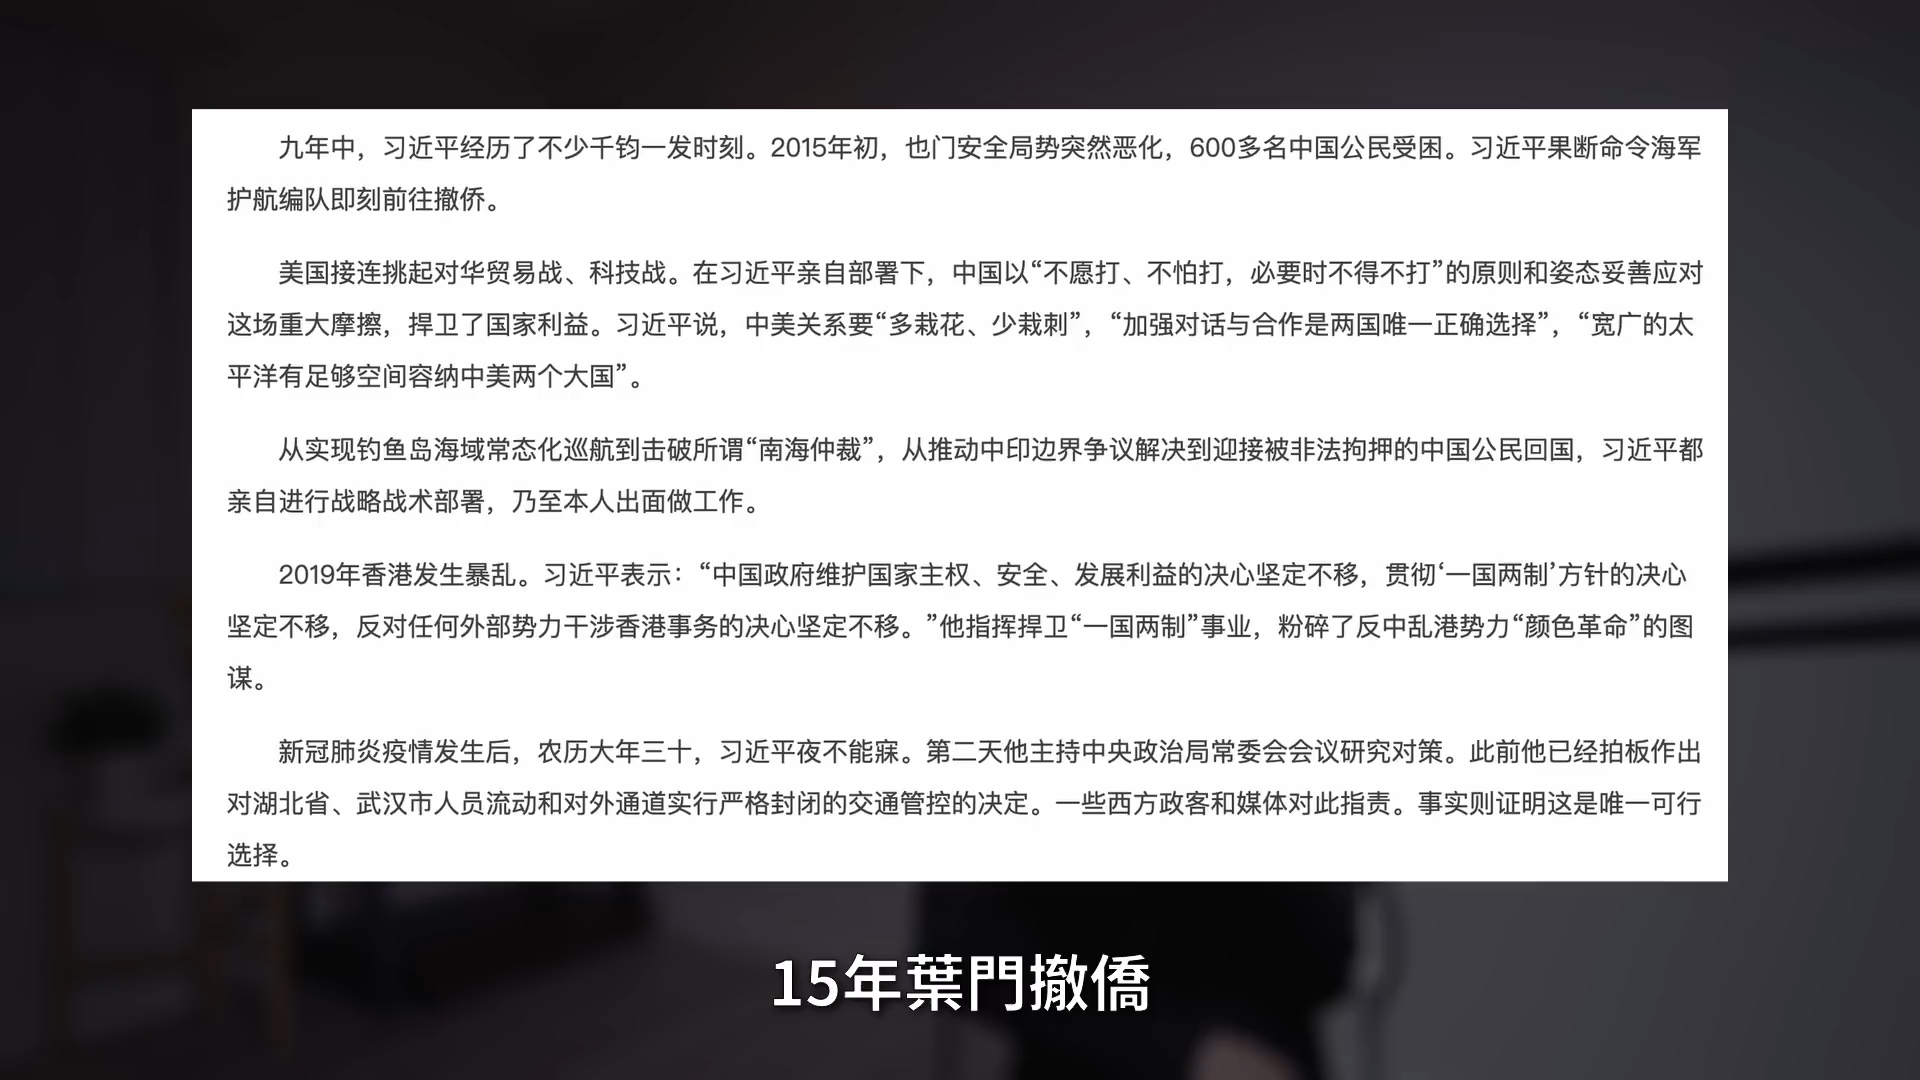 九年中，习近平经历了不少千钧一发时刻。2015年初，也门安全局势突然恶化，600多名中国公民受困。习近平果断命令海军
护航编队即刻前往撤侨。
美国接连挑起对华贸易战、科技战。在习近平亲自部署下，中国以“不愿打、不怕打，必要时不得不打”的原则和姿态妥善应对
这场重大摩擦，捍卫了国家利益。习近平说，中美关系要“多栽花、少栽刺”，“加强对话与合作是两国唯一正确选择”，“宽广的太
平洋有足够空间容纳中美两个大国”。
从实现钓鱼岛海域常态化巡航到击破所谓“南海仲裁”，从推动中印边界争议解决到迎接被非法拘押的中国公民回国，习近平都
亲自进行战略战术部署，乃至本人出面做工作。
2019年香港发生暴乱。习近平表示：“中国政府维护国家主权、安全、发展利益的决心坚定不移，贯彻‘一国两制’方针的决心
坚定不移，反对任何外部势力干涉香港事务的决心坚定不移。”他指挥捍卫“一国两制”事业，粉碎了反中乱港势力“颜色革命”的图
谋。
新冠肺炎疫情发生后，农历大年三十，习近平夜不能寐。第二天他主持中央政治局常委会会议研究对策。此前他已经拍板作出
对湖北省、武汉市人员流动和对外通道实行严格封闭的交通管控的决定。一些西方政客和媒体对此指责。事实则证明这是唯一可行
选择。
15年葉門撤僑